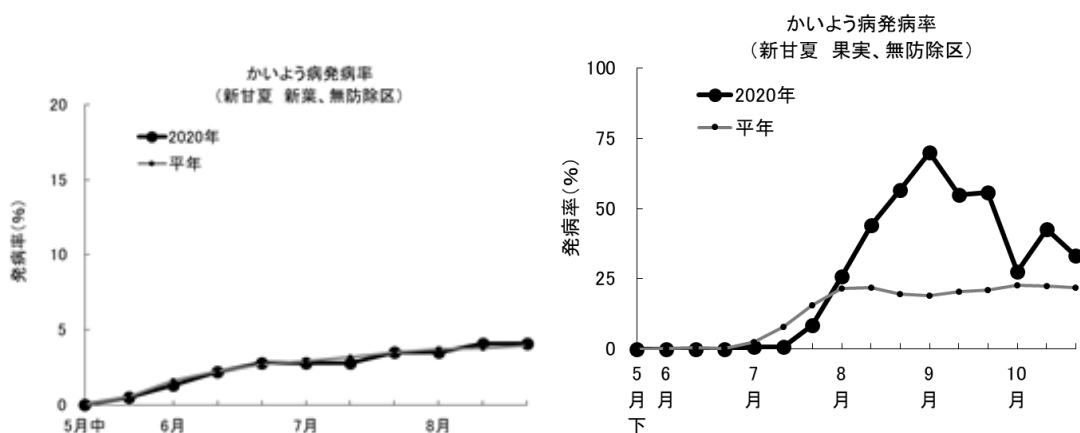 かいよう病発病率
（新甘夏　新葉、無防除区）
20
15
10
5
0
発病率（％）
2020年
平年
5月中
6月
7月
8月
かいよう病発病率
（新甘夏　果実、無防除区）
100
75
50
25
0
発病率（％）
2020年
平年
5月下
6月
7月
8月
9月
10月